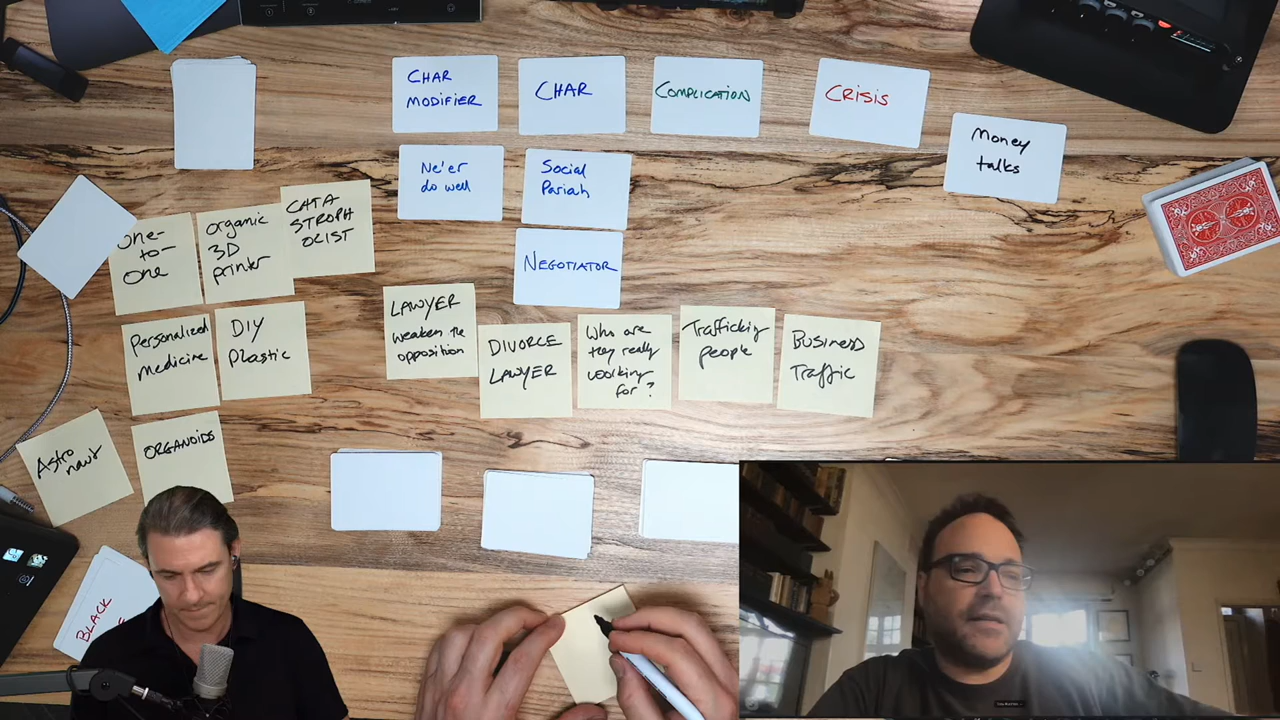 CHAR
MODIFIER
CHAR
COMPLICATION
CRISIS
Money
talks
Ne'er
do well
Social
Pariah
NEGOTIATOR
one-
to-
one
organic
3D
printer
CATA
STROPH
OCIST
Personalized
medicine
DIY
Plastic
LAWYER
weaken the
opposition
DIVORCE
LAWYER
Who are
they really
working
for?
Trafficking
people
BUSINESS
Traffic
Astro
naut
ORGANOIDS
BLACK